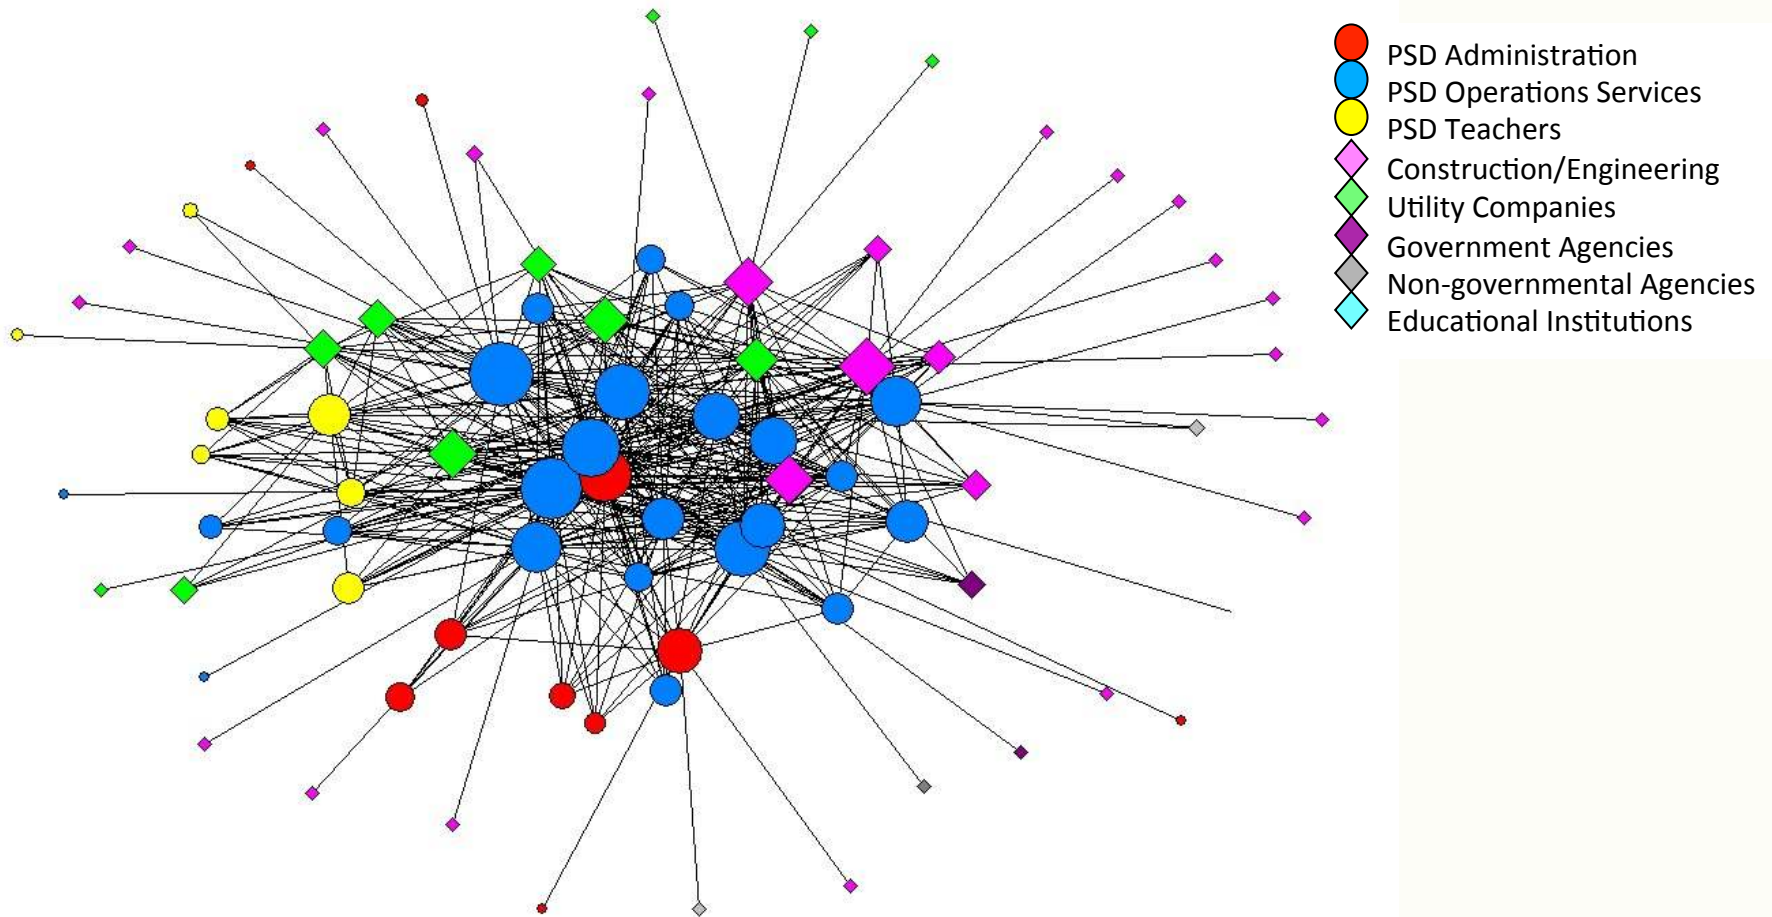 PSD Administration
PSD Operations Services
PSD Teachers
Construction/Engineering
Utility Companies
Government Agencies
Non-governmental Agencies
Educational Institutions